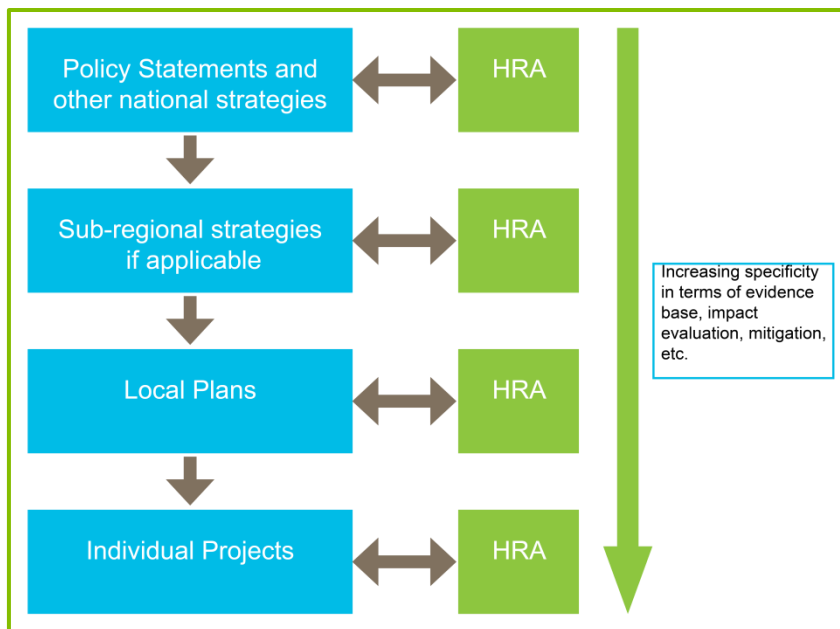 Policy Statements and
other national strategies
HRA
Sub-regional strategies
if applicable
HRA
Increasing specificity
in terms of evidence
base, impact
evaluation, mitigation,
etc.
Local Plans
HRA
Individual Projects
HRA